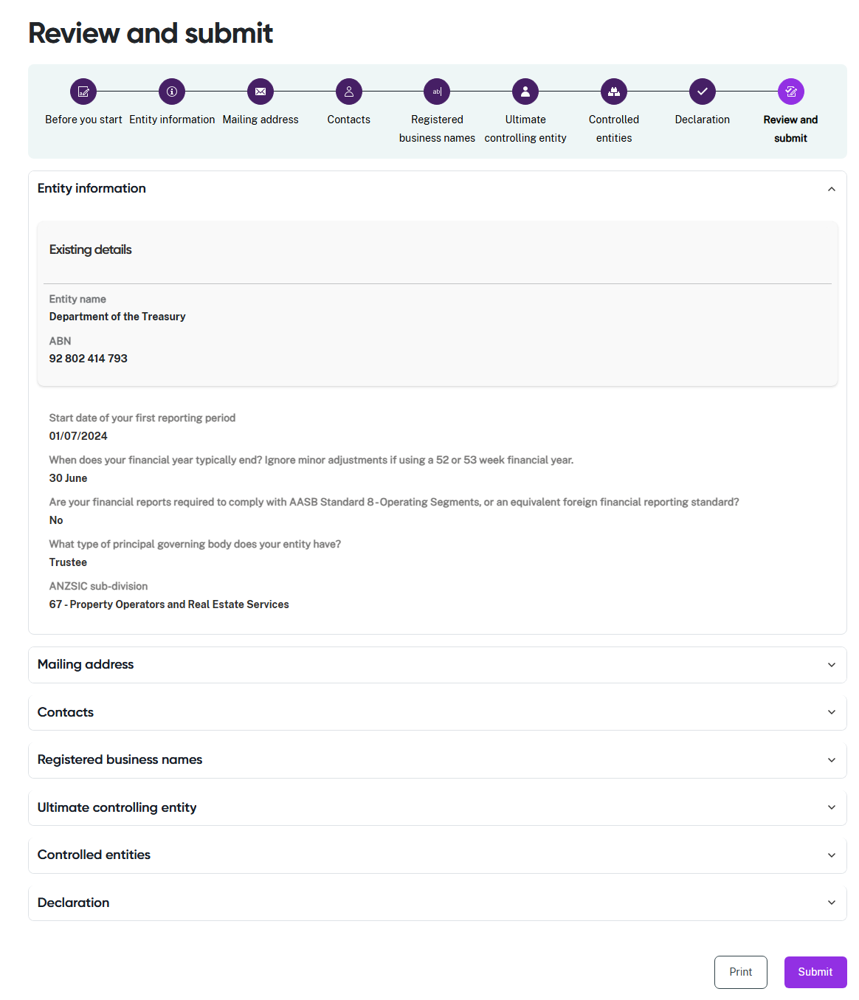 Review and submit
Before you start
Entity information
Mailing address
Contacts
ab
Registered
business names
Ultimate
controlling entity
Controlled
entities
Declaration
Review and
submit
Entity information
Existing details
Entity name
Department of the Treasury
ABN
92 802 414 793
Start date of your first reporting period
01/07/2024
When does your financial year typically end? Ignore minor adjustments if using a 52 or 53 week financial year.
30 June
Are your financial reports required to comply with AASB Standard 8 - Operating Segments, or an equivalent foreign financial reporting standard?
No
What type of principal governing body does your entity have?
Trustee
ANZSIC sub-division
67 - Property Operators and Real Estate Services
Mailing address
Contacts
Registered business names
Ultimate controlling entity
Controlled entities
Declaration
Print
Submit